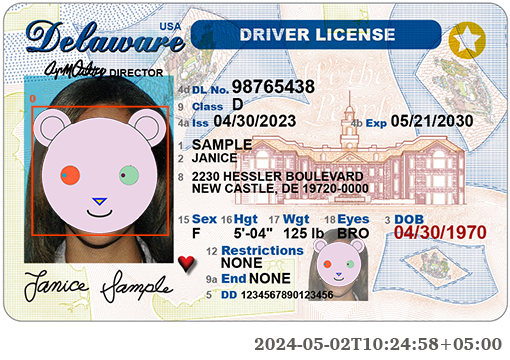 Delaware USA DRIVER LICENSE
DIRECTOR
4d DL No. 98765438
9 Class D
4a Iss 04/30/2023 4b Exp 05/21/2030
1 SAMPLE
2 JANICE
8 2230 HESSLER BOULEVARD
NEW CASTLE, DE 19720-0000
15 Sex 16 Hgt 17 Wgt 18 Eyes 3 DOB
F 5'-04" 125 lb BRO 04/30/1970
12 Restrictions
NONE
9a End NONE
5 DD 1234567890123456
0
Janice Sample
2024-05-02T10:24:58+05:00